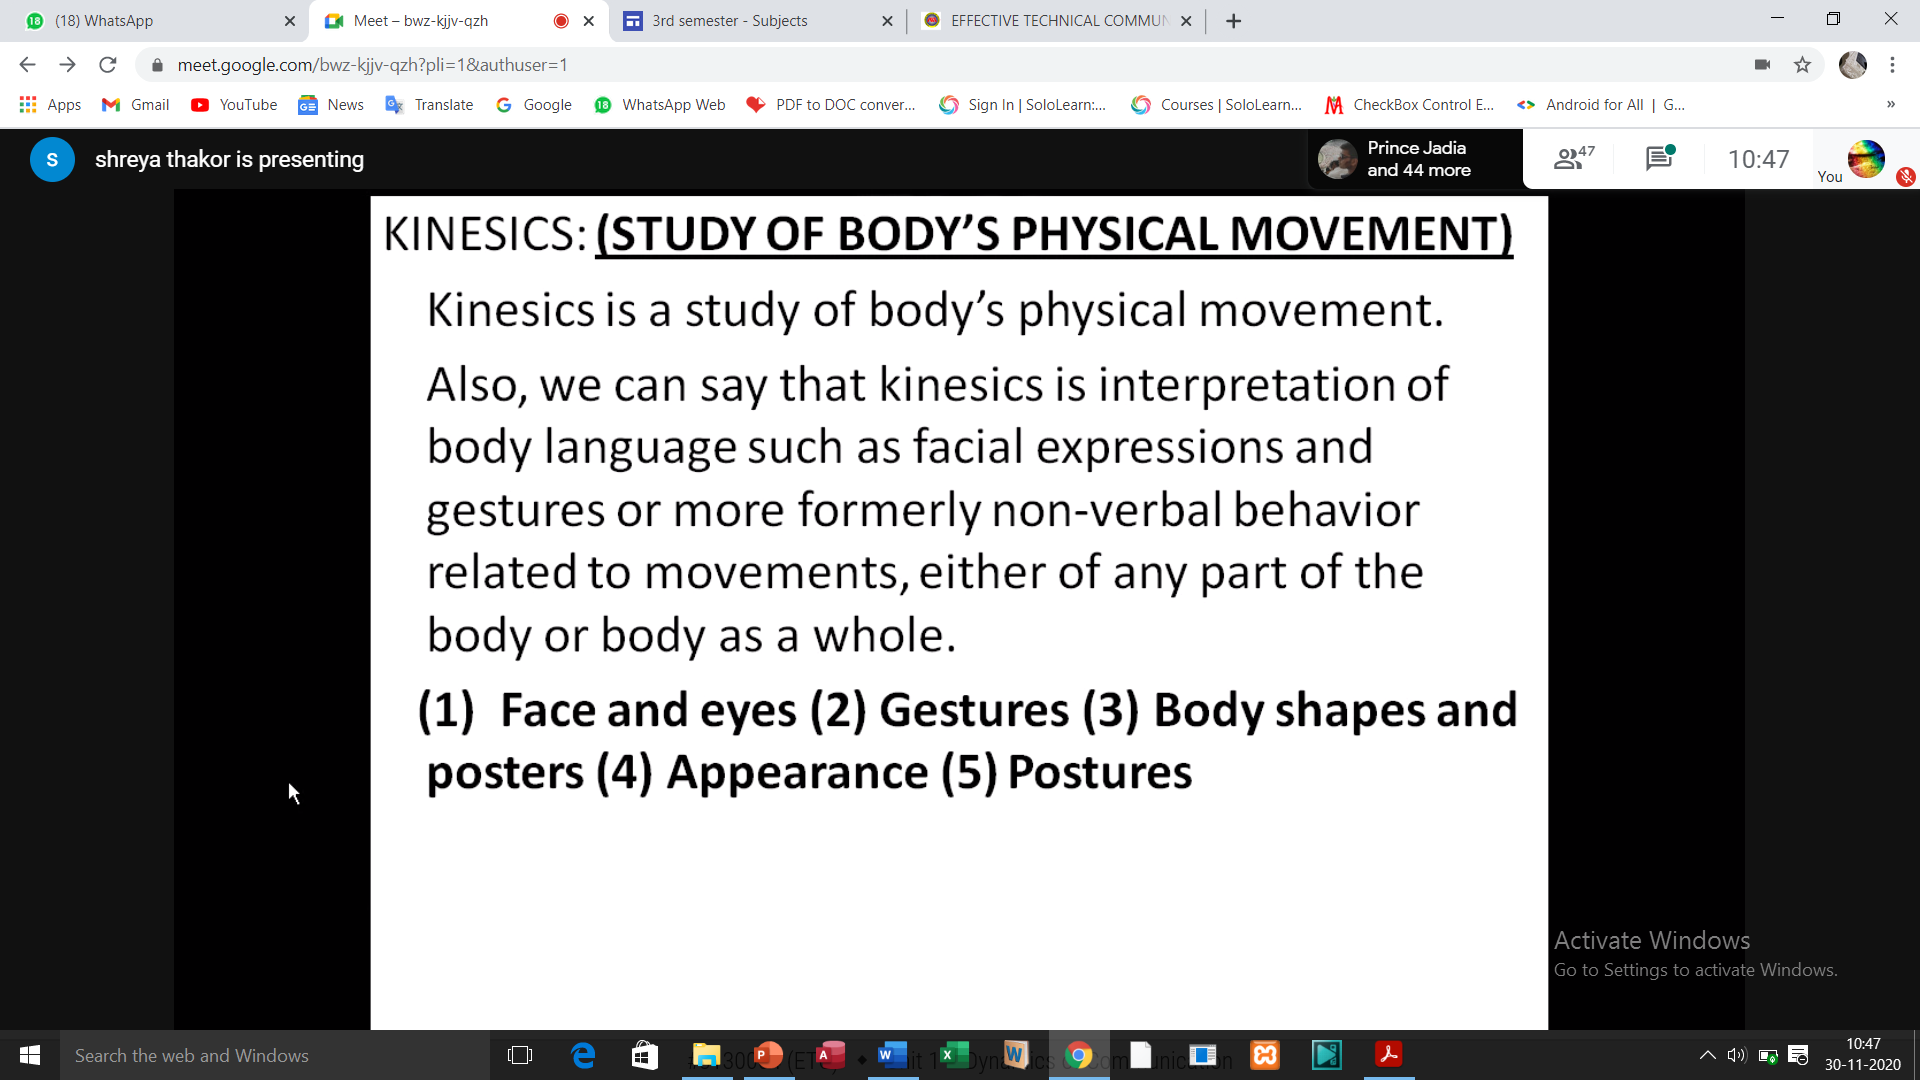 (18) WhatsApp
Meet – bwz-kjjv-qzh
3rd semester - Subjects
EFFECTIVE TECHNICAL COMMUN
meet.google.com/bwz-kjjv-qzh?pli=1&authuser=1
Apps Gmail YouTube News Translate Google WhatsApp Web PDF to DOC conver... Sign In | SoloLearn:... Courses | SoloLearn... CheckBox Control E... Android for All | G... »
S shreya thakor is presenting
Prince Jadia
and 44 more
47
10:47
You
KINESICS: (STUDY OF BODY’S PHYSICAL MOVEMENT)
Kinesics is a study of body’s physical movement.
Also, we can say that kinesics is interpretation of
body language such as facial expressions and
gestures or more formerly non-verbal behavior
related to movements, either of any part of the
body or body as a whole.
(1) Face and eyes (2) Gestures (3) Body shapes and
posters (4) Appearance (5) Postures
Activate Windows
Go to Settings to activate Windows.
Search the web and Windows
10:47
30-11-2020